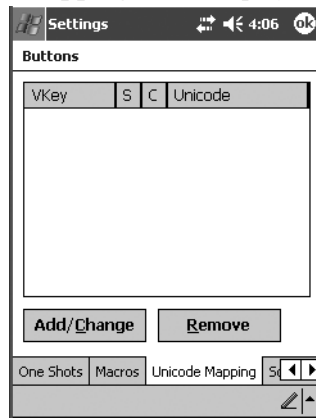 Settings 4:06 ok
Buttons
VKey S C Unicode
Add/Change Remove
One Shots Macros Unicode Mapping